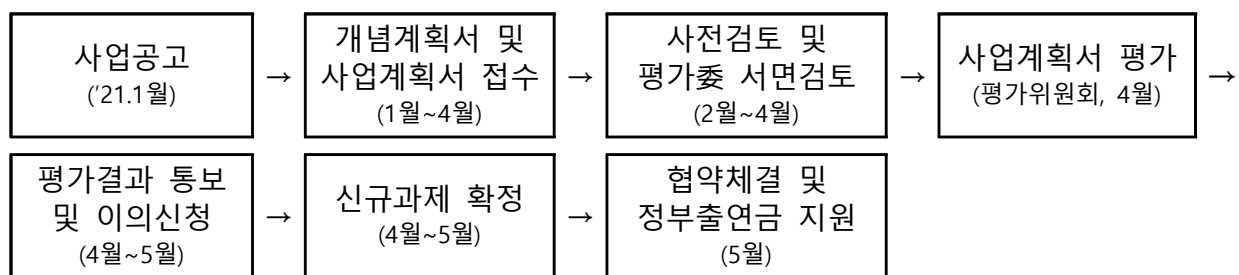 사업공고
('21.1월)
→
개념계획서 및
사업계획서 접수
(1월~4월)
→
사전검토 및
평가委 서면검토
(2월~4월)
→
사업계획서 평가
(평가위원회, 4월)
→
평가결과 통보
및 이의신청
(4월~5월)
→
신규과제 확정
(4월~5월)
→
협약체결 및
정부출연금 지원
(5월)